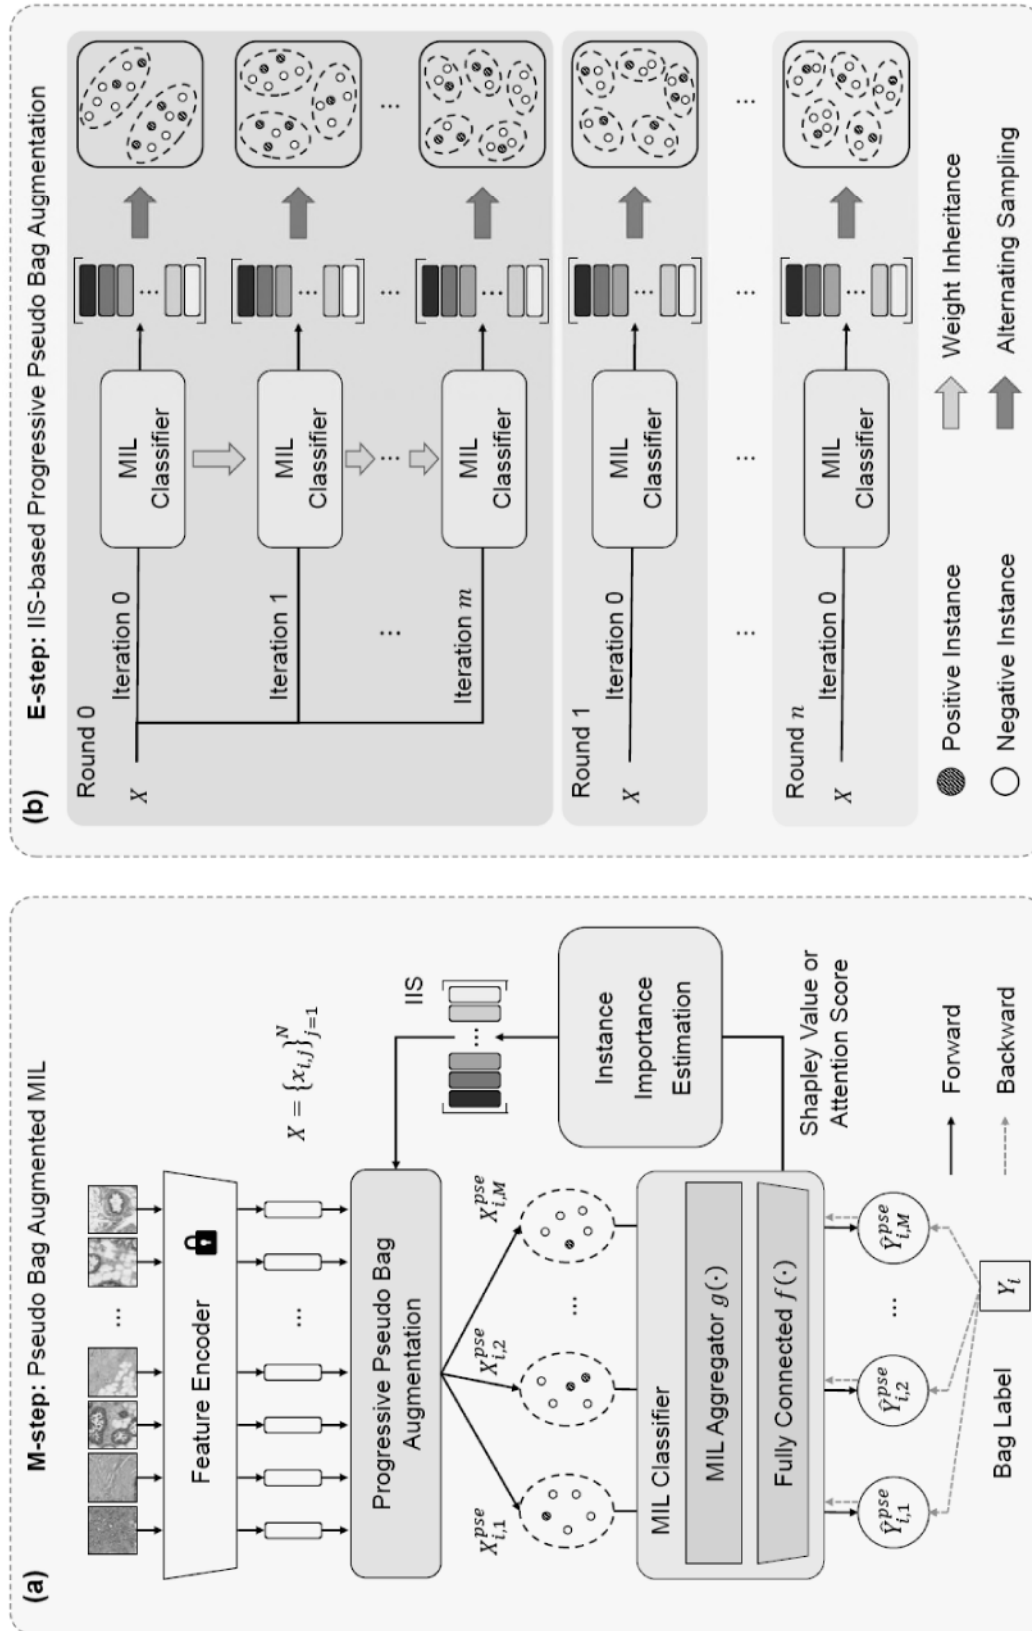 (a)
M-step: Pseudo Bag Augmented MIL
...
Feature Encoder
...
X = {x_{i,j}}_{j=1}^{N}
Progressive Pseudo Bag
Augmentation
IIS
...
X_{i,1}^{pse}
X_{i,2}^{pse}
X_{i,M}^{pse}
...
Instance
Importance
Estimation
MIL Classifier
MIL Aggregator g(·)
Fully Connected f(·)
Shapley Value or
Attention Score
Ŷ_{i,1}^{pse}
Ŷ_{i,2}^{pse}
...
Ŷ_{i,M}^{pse}
Forward
Backward
Bag Label
Y_i
(b)
E-step: IIS-based Progressive Pseudo Bag Augmentation
Round 0
X
Iteration 0
MIL
Classifier
...
Iteration 1
MIL
Classifier
...
...
...
...
...
Iteration m
MIL
Classifier
...
Round 1
X
Iteration 0
MIL
Classifier
...
...
...
...
Round n
X
Iteration 0
MIL
Classifier
...
Positive Instance
Weight Inheritance
Negative Instance
Alternating Sampling